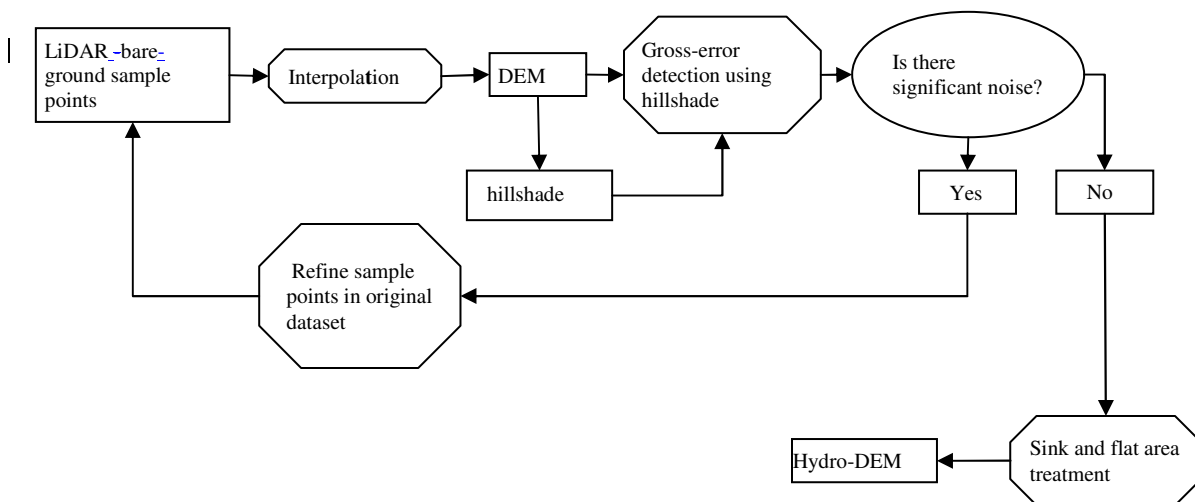 LiDAR -bare-
ground sample
points
Interpolation
DEM
Gross-error
detection using
hillshade
Is there
significant noise?
hillshade
Yes
No
Refine sample
points in original
dataset
Sink and flat area
treatment
Hydro-DEM